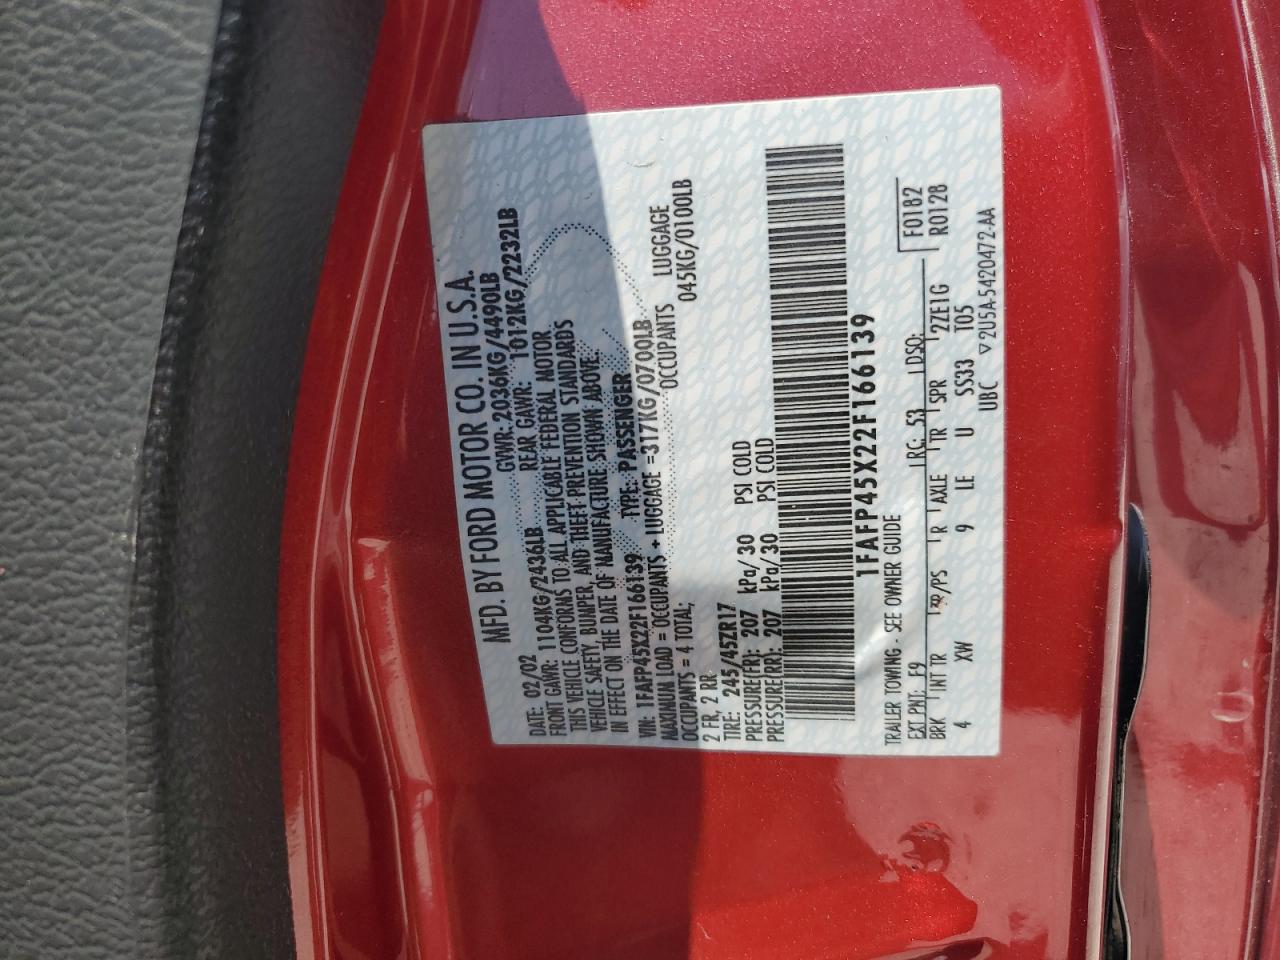 MFD. BY FORD MOTOR CO. IN U.S.A.
DATE: 02/02 GVWR: 2036KG/4490LB
FRONT GAWR: 1104KG/2436LB REAR GAWR: 1012KG/2232LB
THIS VEHICLE CONFORMS TO ALL APPLICABLE FEDERAL MOTOR
VEHICLE SAFETY, BUMPER, AND THEFT PREVENTION STANDARDS
IN EFFECT ON THE DATE OF MANUFACTURE SHOWN ABOVE.
VIN: 1FAFP45X22F166139 TYPE: PASSENGER
MAXIMUM LOAD = OCCUPANTS + LUGGAGE = 317KG/0700LB
OCCUPANTS = 4 TOTAL; OCCUPANTS LUGGAGE
2 FR, 2 RR 045KG/0100LB
TIRE: 245/45ZR17
PRESSURE(FR): 207 kPa/30 PSI COLD
PRESSURE(RR): 207 kPa/30 PSI COLD
1FAFP45X22F166139
TRAILER TOWING - SEE OWNER GUIDE
EXT PNT: E9 RC: 53 DSO: F0182
BRK INT TR TP/PS R AXLE TR SPR 2ZE1G R0128
4 XW 9 LE U SS33 T05
UBC ▽2U5A-5420472-AA